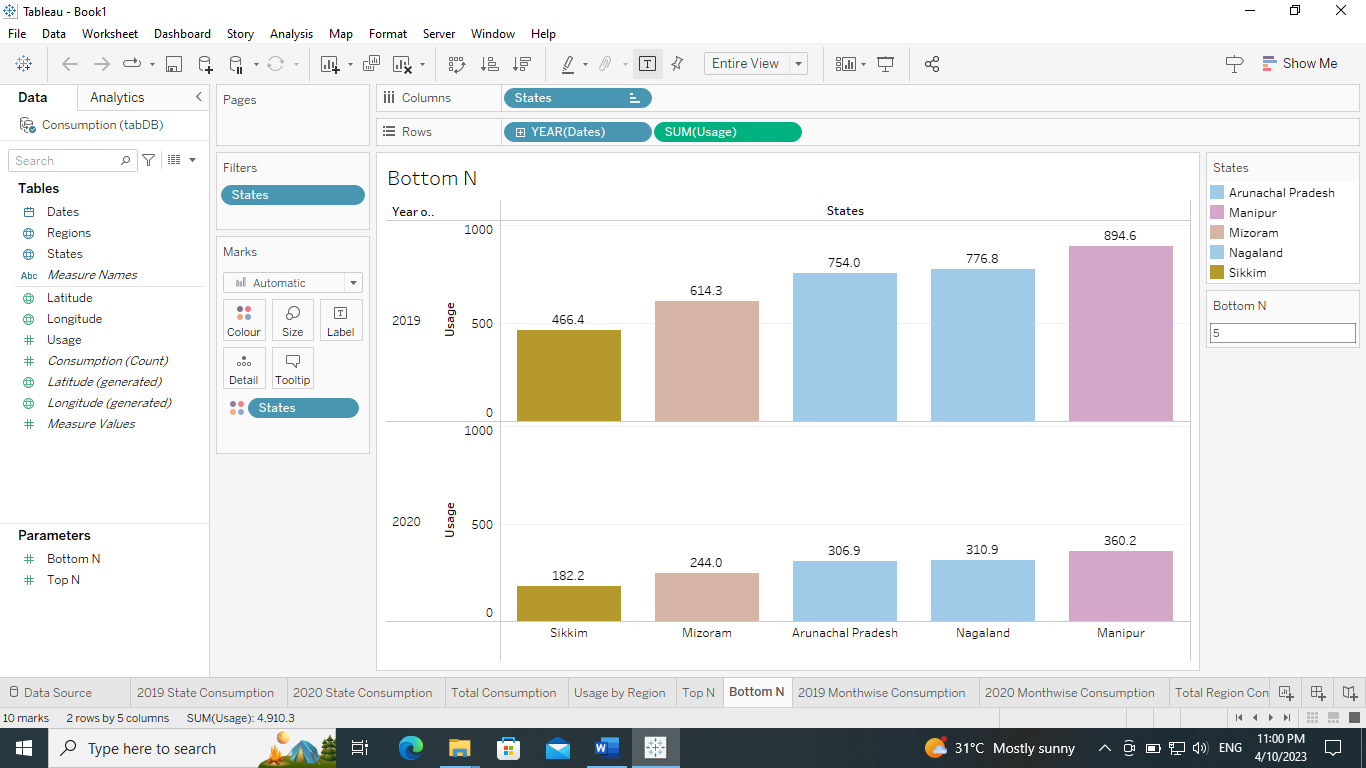 Tableau - Book1
File Data Worksheet Dashboard Story Analysis Map Format Server Window Help
Entire View
Show Me
Data Analytics
Consumption (tabDB)
Search
Tables
Dates
Regions
States
Abc Measure Names
Latitude
Longitude
Usage
Consumption (Count)
Latitude (generated)
Longitude (generated)
Measure Values
Parameters
Bottom N
Top N
Pages
Filters
States
Marks
Automatic
Colour Size Label
Detail Tooltip
States
Columns States
Rows YEAR(Dates) SUM(Usage)
Bottom N
Year o.. States
2019
Usage
1000
500
0
466.4 614.3 754.0 776.8 894.6
2020
Usage
1000
500
0
182.2 244.0 306.9 310.9 360.2
Sikkim Mizoram Arunachal Pradesh Nagaland Manipur
States
Arunachal Pradesh
Manipur
Mizoram
Nagaland
Sikkim
Bottom N
5
Data Source 2019 State Consumption 2020 State Consumption Total Consumption Usage by Region Top N Bottom N 2019 Monthwise Consumption 2020 Monthwise Consumption Total Region Con
10 marks 2 rows by 5 columns SUM(Usage): 4,910.3
Type here to search
31°C Mostly sunny
ENG
11:00 PM
4/10/2023